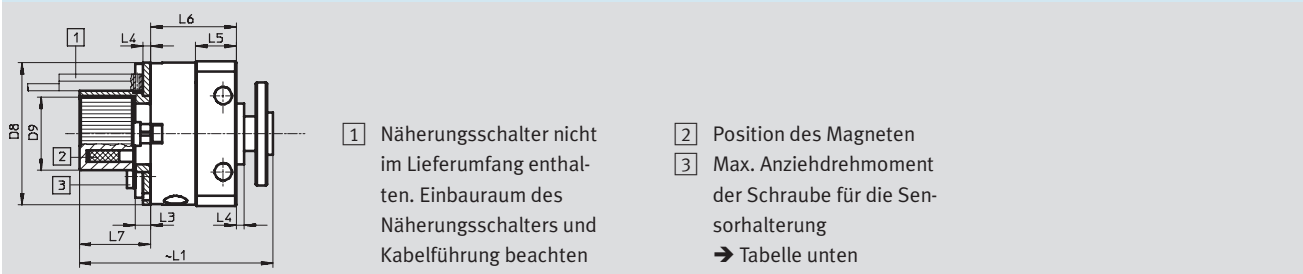 L6
L4
L5
1
D8
D9
2
3
L3
L4
L7
~L1
1 Näherungsschalter nicht
im Lieferumfang enthal-
ten. Einbauraum des
Näherungsschalters und
Kabelführung beachten
2 Position des Magneten
3 Max. Anziehdrehmoment
der Schraube für die Sen-
sorhalterung
➔ Tabelle unten